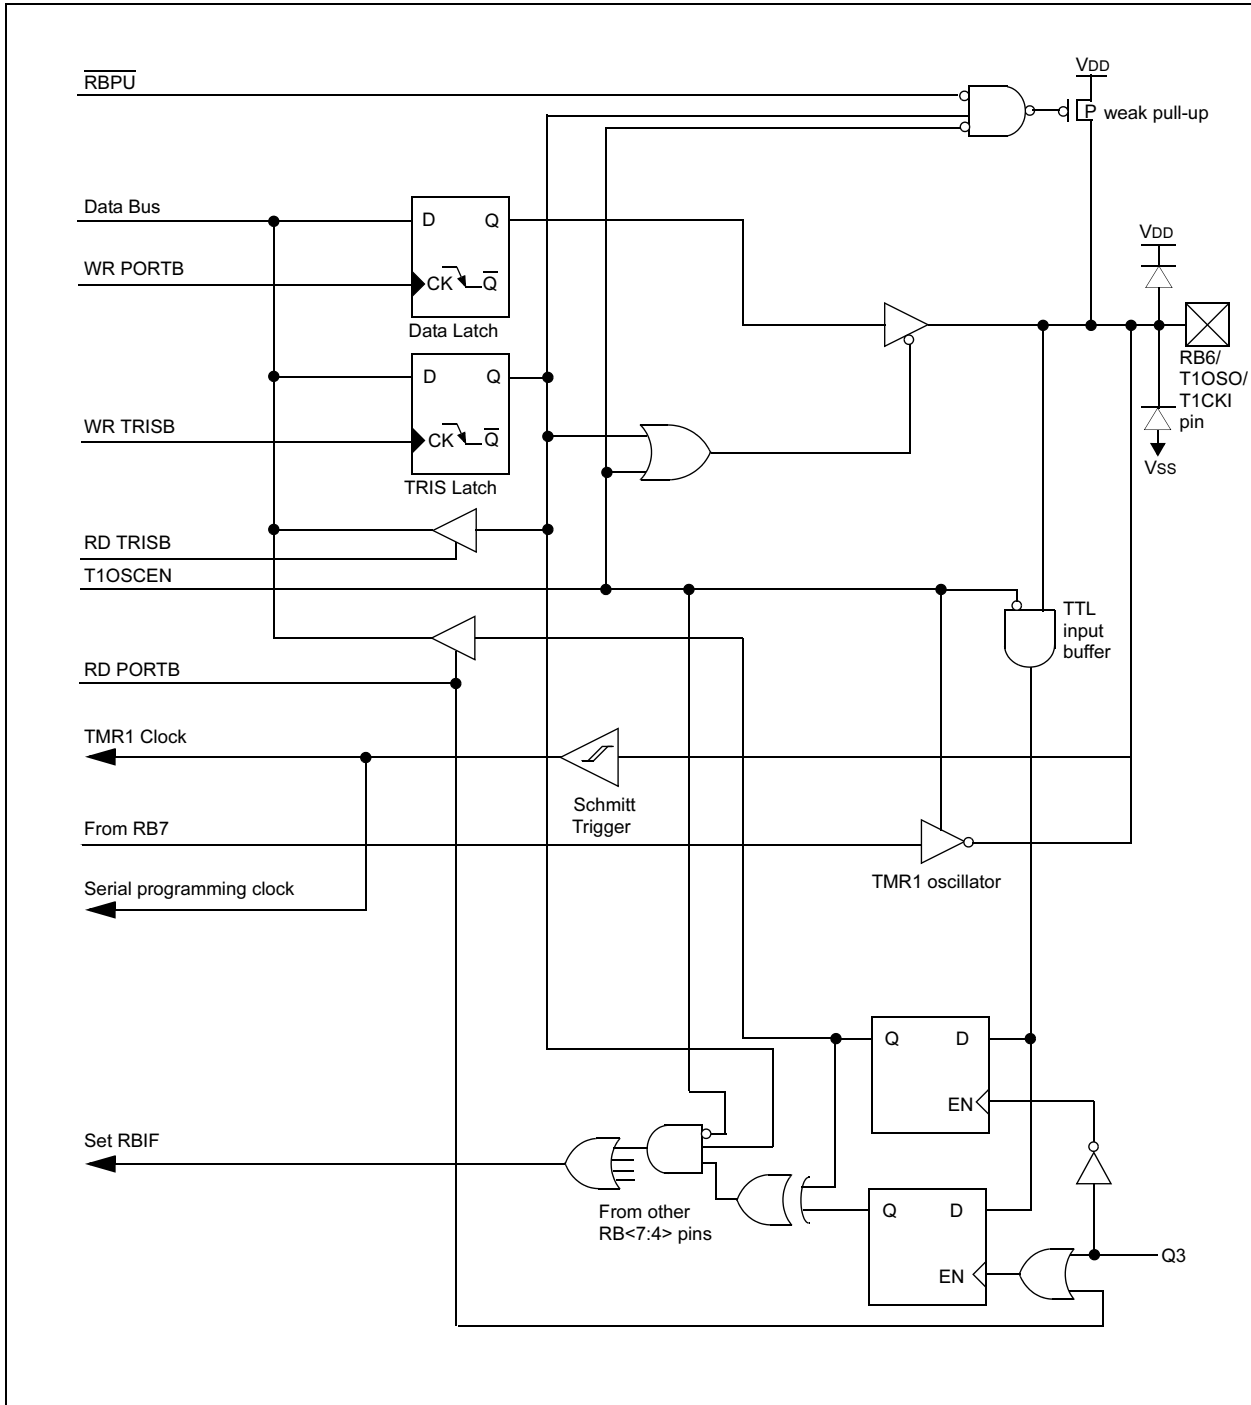 RBPU
VDD
P weak pull-up
Data Bus
D Q
WR PORTB
CK Q
Data Latch
VDD
RB6/
T1OSO/
T1CKI
pin
VSS
D Q
WR TRISB
CK Q
TRIS Latch
RD TRISB
T1OSCEN
TTL
input
buffer
RD PORTB
TMR1 Clock
Schmitt
Trigger
From RB7
TMR1 oscillator
Serial programming clock
Q D
EN
Set RBIF
From other
RB<7:4> pins
Q D
EN
Q3